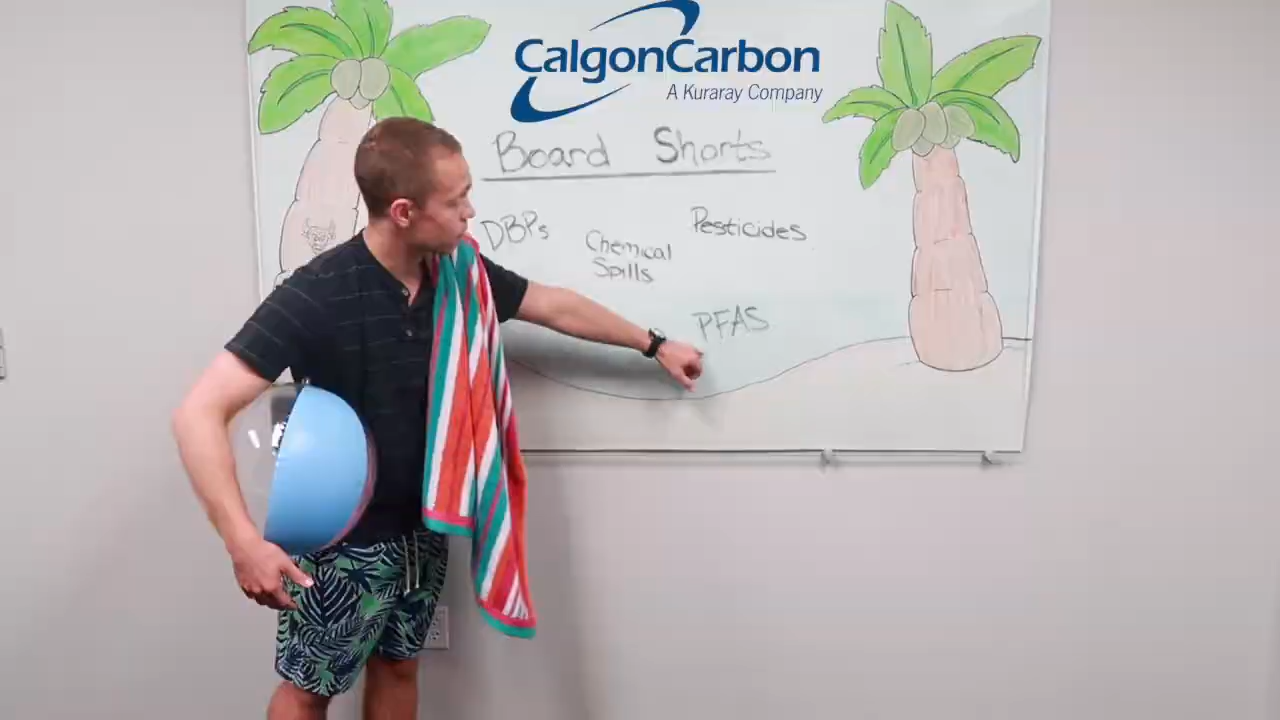 CalgonCarbon
A Kuraray Company
Board Shorts
DBPs
Chemical
Spills
Pesticides
PFAS